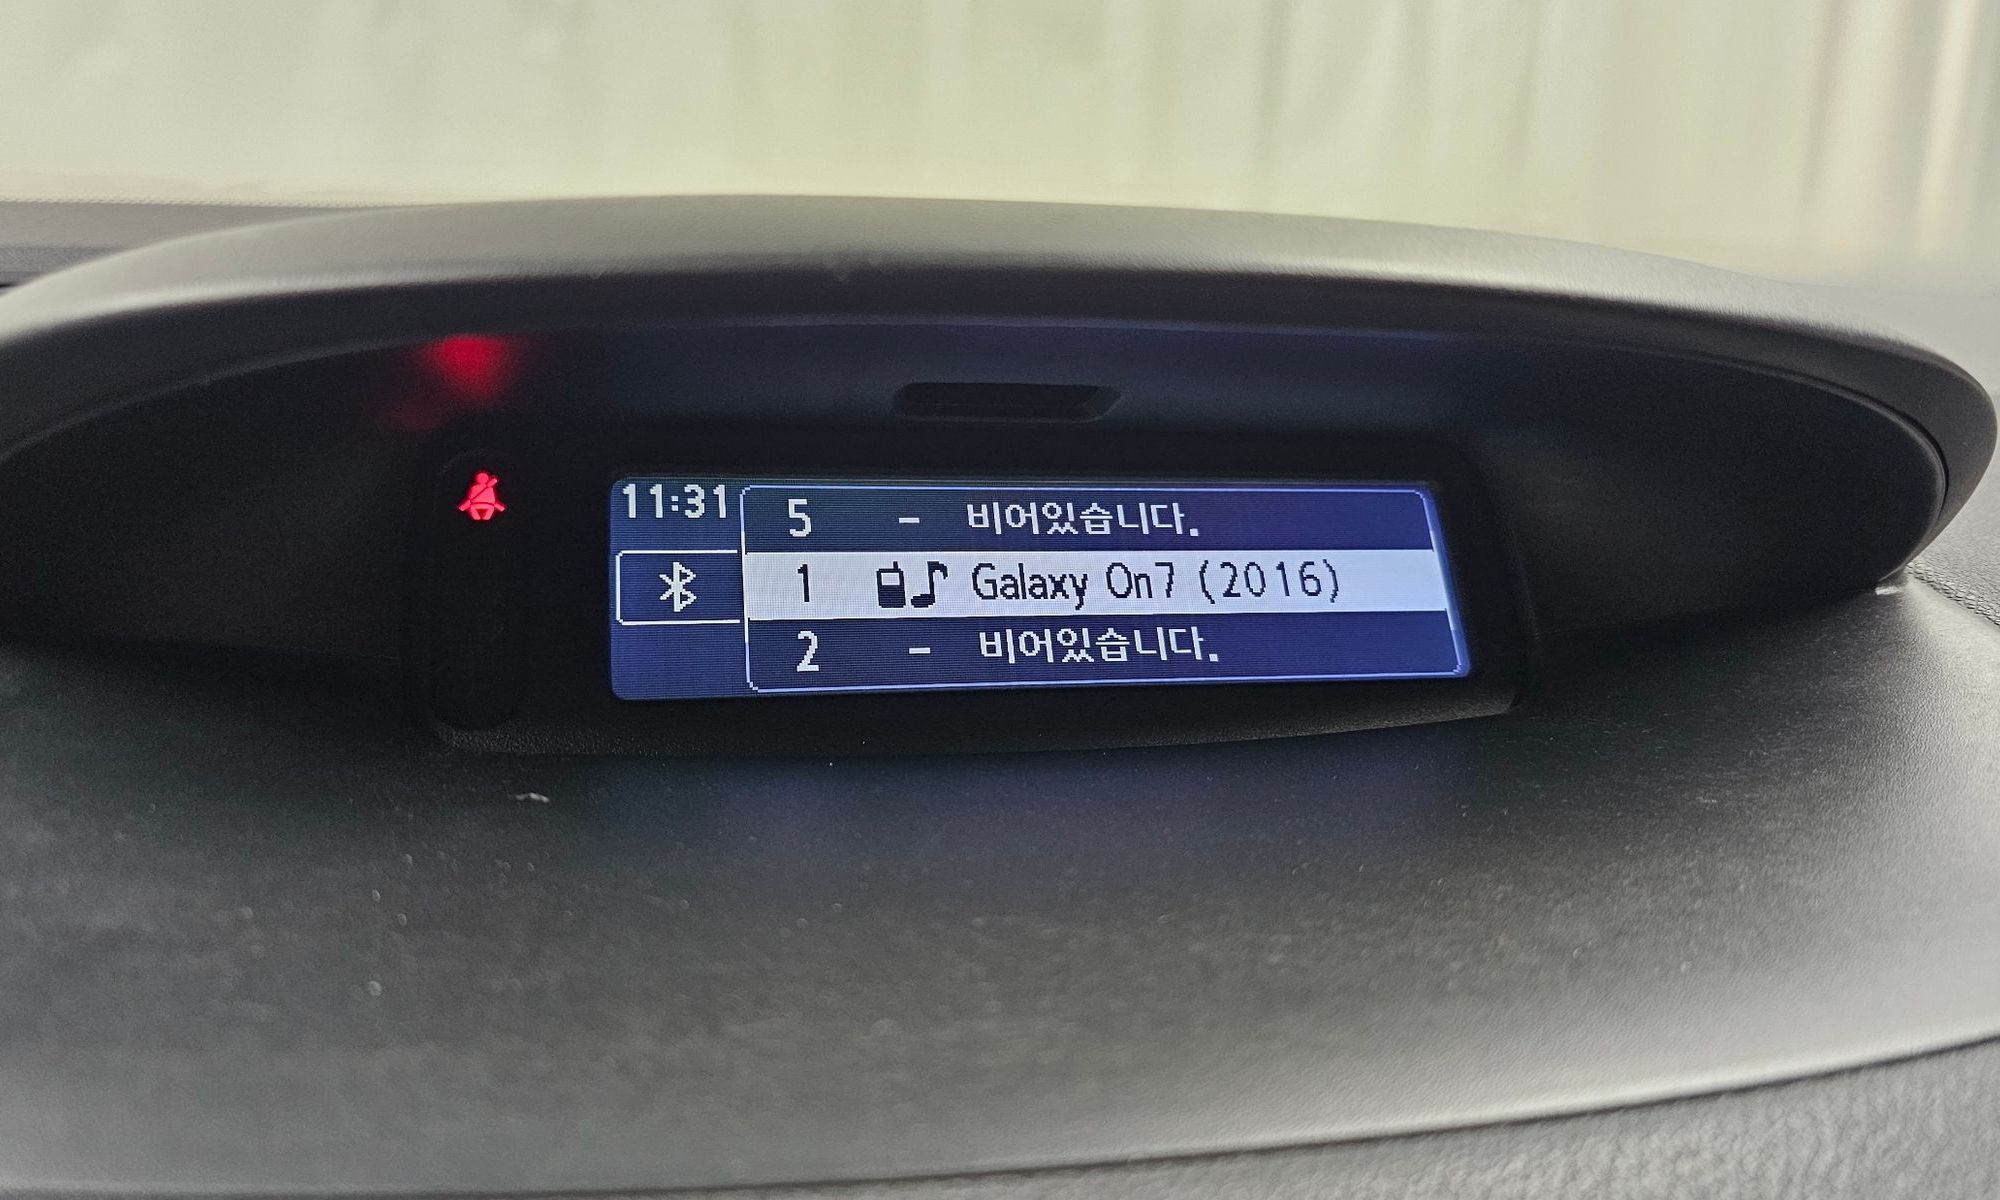 11:31
5 - 비어있습니다.
1 Galaxy On7 (2016)
2 - 비어있습니다.